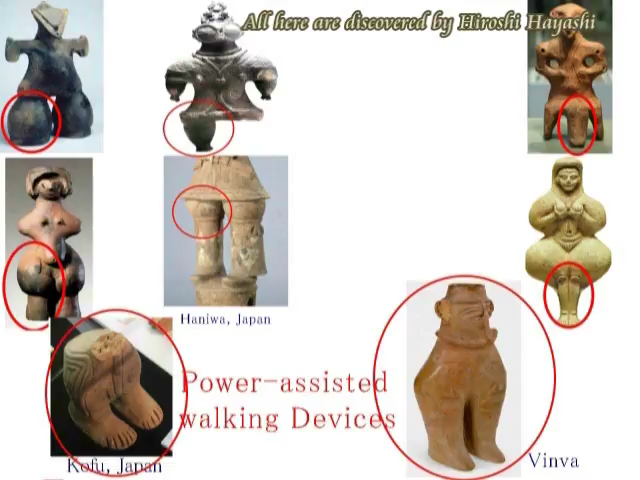 All here are discovered by Hiroshi Hayashi
Haniwa, Japan
Power-assisted
walking Devices
Kofu, Japan
Vinva